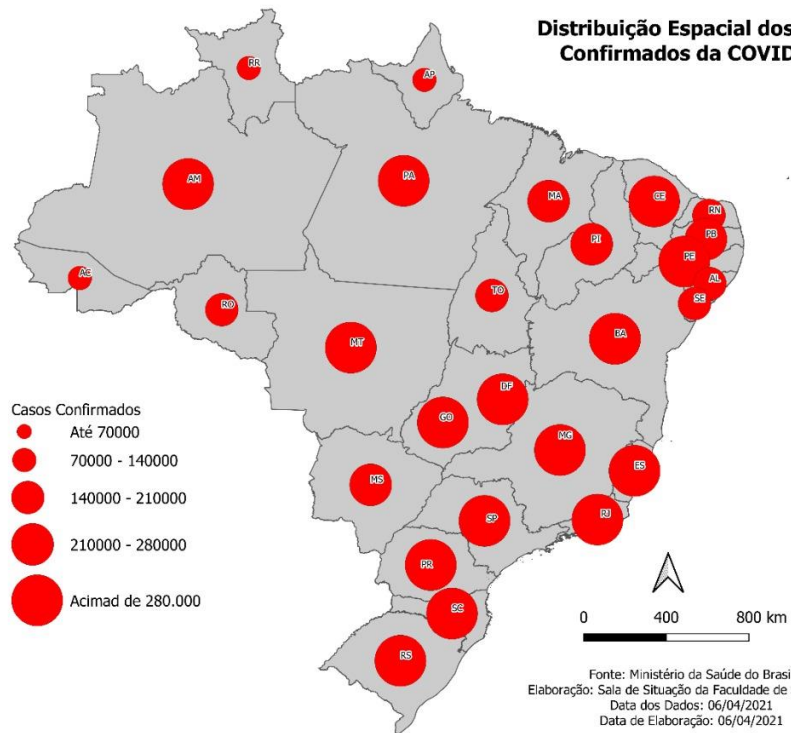 Distribuição Espacial dos
Confirmados da COVID
RR
AP
AM
PA
MA
CE
RN
PB
PI
PE
AL
SE
AC
RO
TO
BA
MT
DF
GO
MG
ES
MS
SP
RJ
PR
SC
RS
Casos Confirmados
Até 70000
70000 - 140000
140000 - 210000
210000 - 280000
Acimad de 280.000
0 400 800 km
Fonte: Ministério da Saúde do Brasi
Elaboração: Sala de Situação da Faculdade de
Data dos Dados: 06/04/2021
Data de Elaboração: 06/04/2021